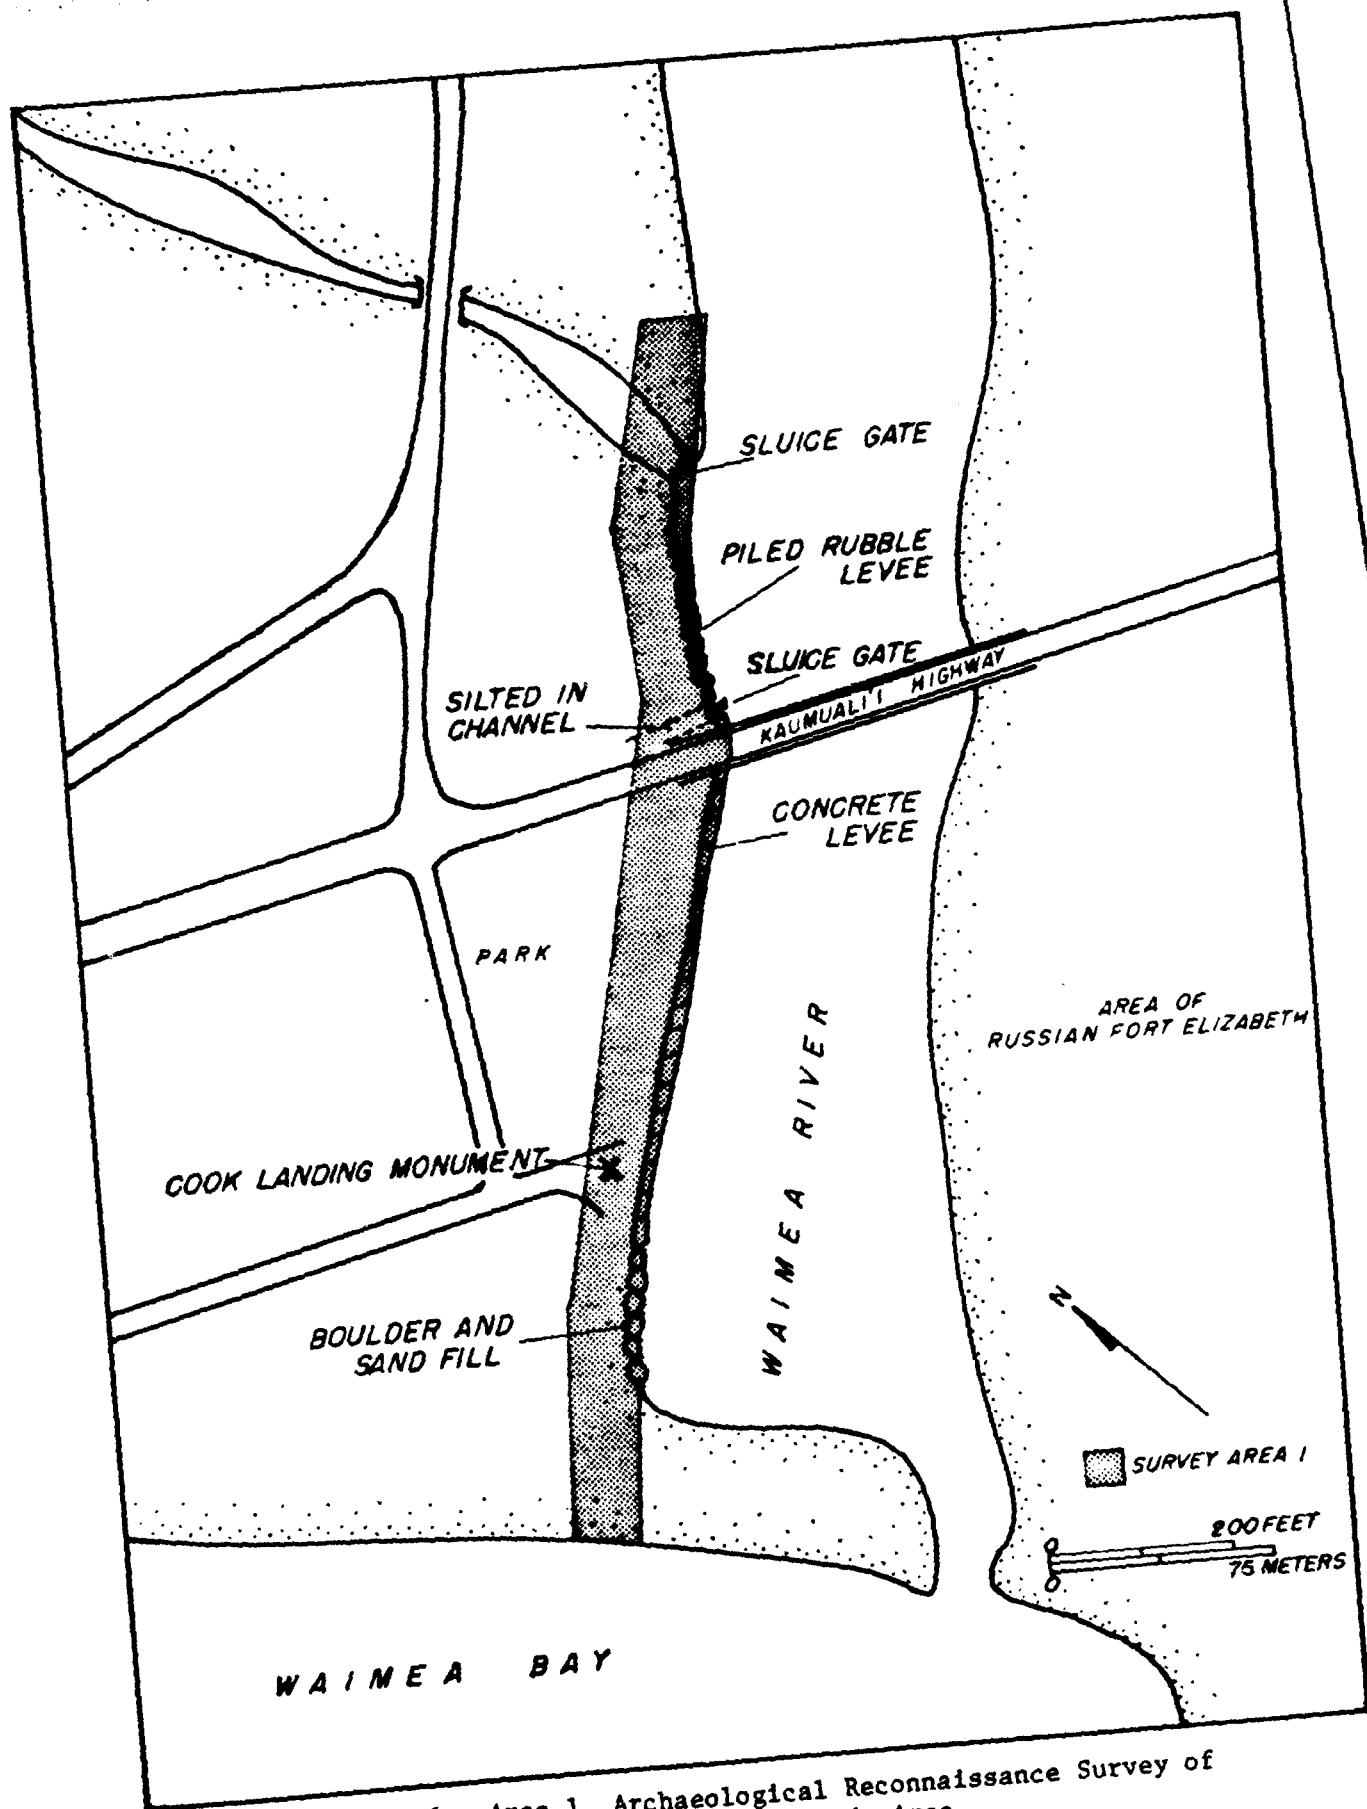 SLUICE GATE
PILED RUBBLE
LEVEE
SLUICE GATE
SILTED IN
CHANNEL
KAUMUALI'I HIGHWAY
CONCRETE
LEVEE
PARK
AREA OF
RUSSIAN FORT ELIZABETH
WAIMEA RIVER
COOK LANDING MONUMENT
N
BOULDER AND
SAND FILL
SURVEY AREA 1
0 200 FEET
0 75 METERS
WAIMEA BAY
Area 1, Archaeological Reconnaissance Survey of